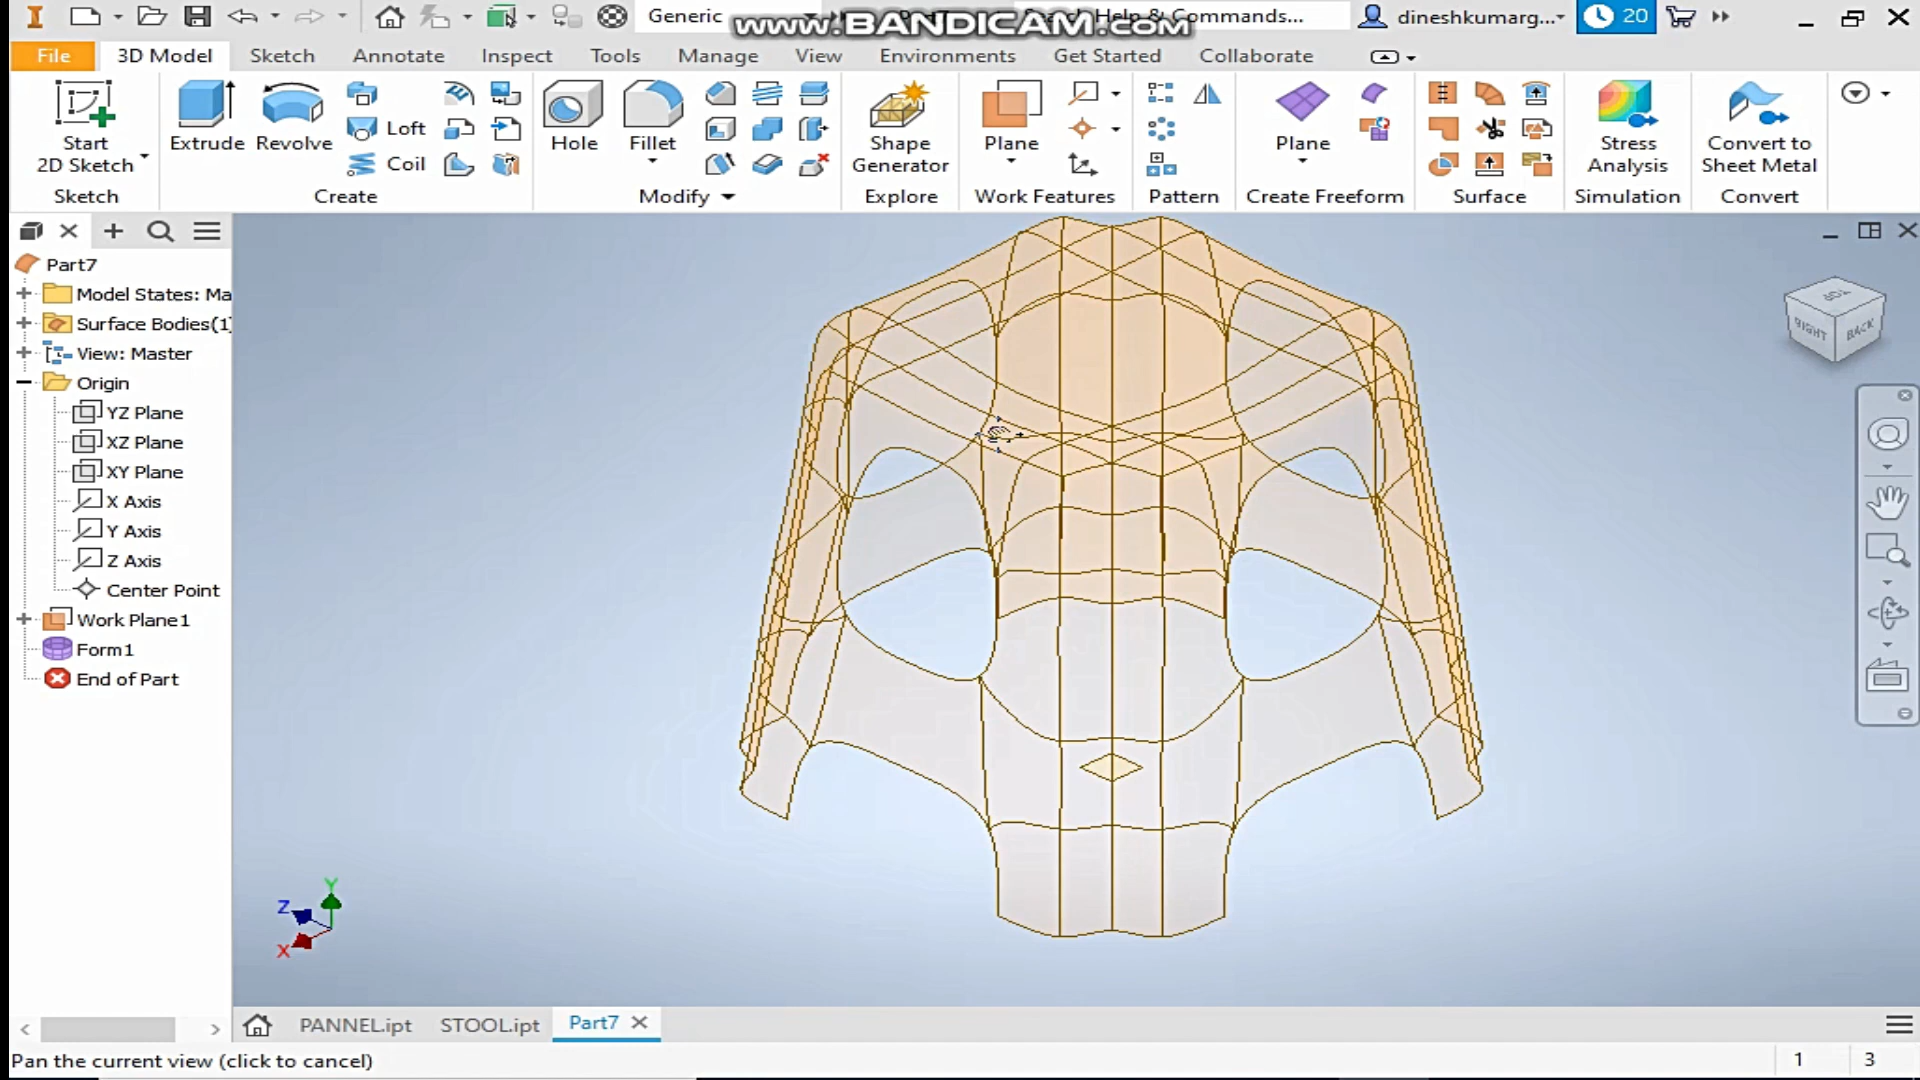 Generic
Search Help & Commands...
dineshkumarg...
20
www.BANDICAM.com
File
3D Model
Sketch
Annotate
Inspect
Tools
Manage
View
Environments
Get Started
Collaborate
Start
2D Sketch
Extrude
Revolve
Loft
Coil
Hole
Fillet
Shape
Generator
Plane
Plane
Stress
Analysis
Convert to
Sheet Metal
Sketch
Create
Modify
Explore
Work Features
Pattern
Create Freeform
Surface
Simulation
Convert
Part7
Model States: Ma
Surface Bodies(1)
View: Master
Origin
YZ Plane
XZ Plane
XY Plane
X Axis
Y Axis
Z Axis
Center Point
Work Plane1
Form1
End of Part
TOP
RIGHT
BACK
Y
Z
X
PANNEL.ipt
STOOL.ipt
Part7
Pan the current view (click to cancel)
1
3